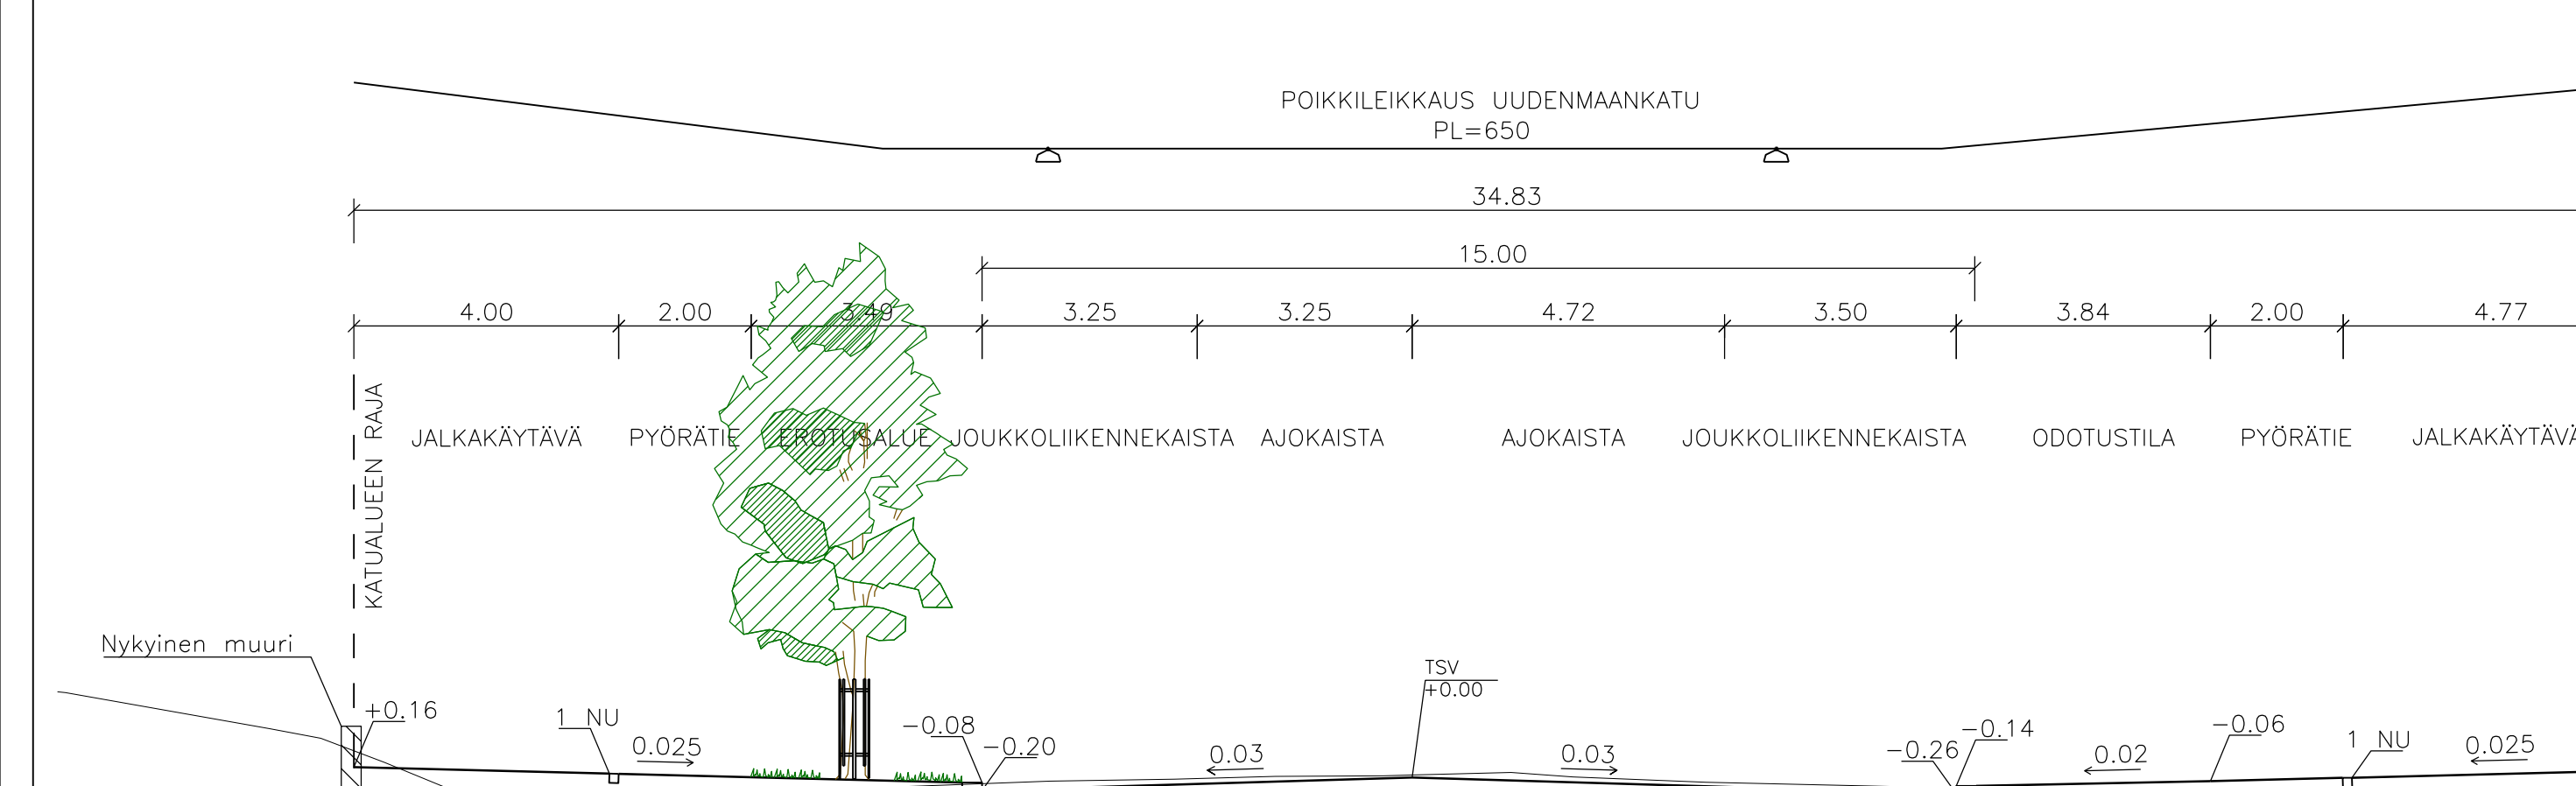 POIKKILEIKKAUS UUDENMAANKATU
PL=650
34.83
15.00
4.00
2.00
3.49
3.25
3.25
4.72
3.50
3.84
2.00
4.77
KATUALUEEN RAJA
JALKAKÄYTÄVÄ
PYÖRÄTIE
EROTUSALUE
JOUKKOLIIKENNEKAISTA
AJOKAISTA
AJOKAISTA
JOUKKOLIIKENNEKAISTA
ODOTUSTILA
PYÖRÄTIE
JALKAKÄYTÄVÄ
Nykyinen muuri
TSV
+0.00
+0.16
1 NU
0.025
-0.08
-0.20
0.03
0.03
-0.26
-0.14
0.02
-0.06
1 NU
0.025